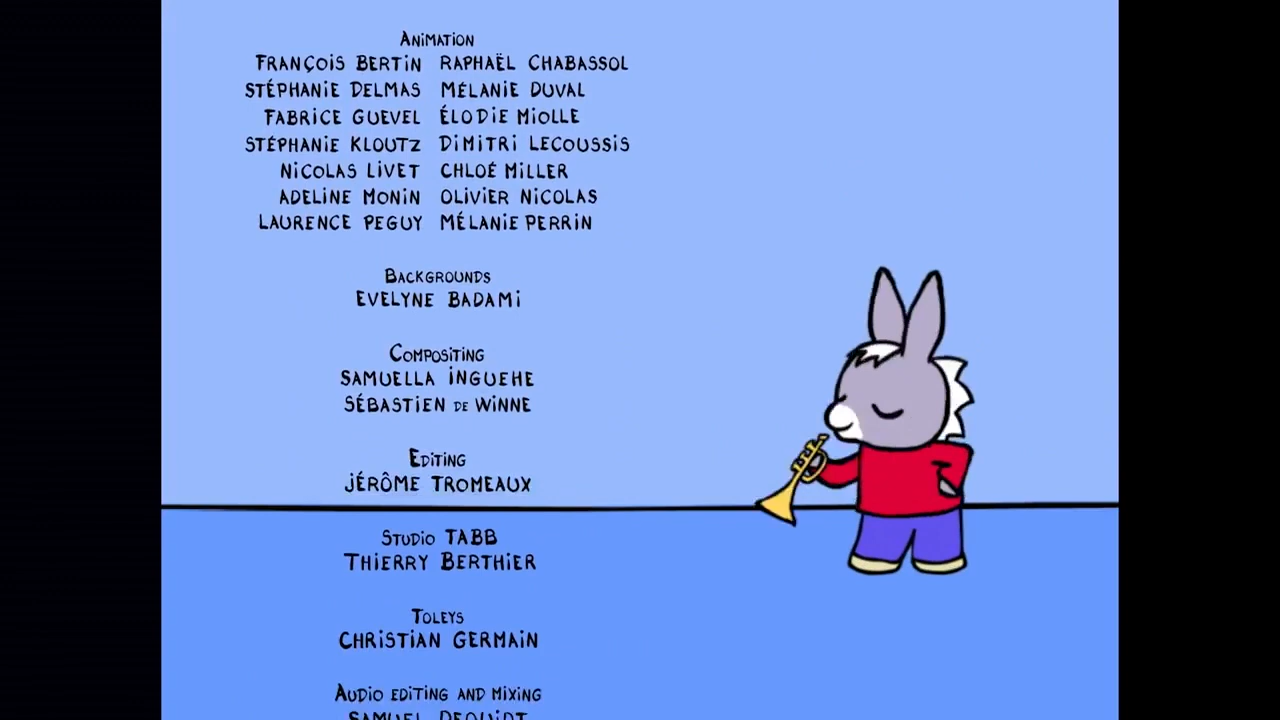 Animation
FRANÇOIS BERTIN RAPHAËL CHABASSOL
STÉPHANIE DELMAS MÉLANIE DUVAL
FABRICE GUEVEL ÉLODIE MIOLLE
STÉPHANIE KLOUTZ DIMITRI LECOUSSIS
NICOLAS LIVET CHLOÉ MILLER
ADELINE MONIN OLIVIER NICOLAS
LAURENCE PEGUY MÉLANIE PERRIN
Backgrounds
EVELYNE BADAMI
Compositing
SAMUELLA INGUEHE
SÉBASTIEN DE WINNE
Editing
JÉRÔME TROMEAUX
Studio TABB
THIERRY BERTHIER
Toleys
CHRISTIAN GERMAIN
Audio editing and mixing
SAMUEL